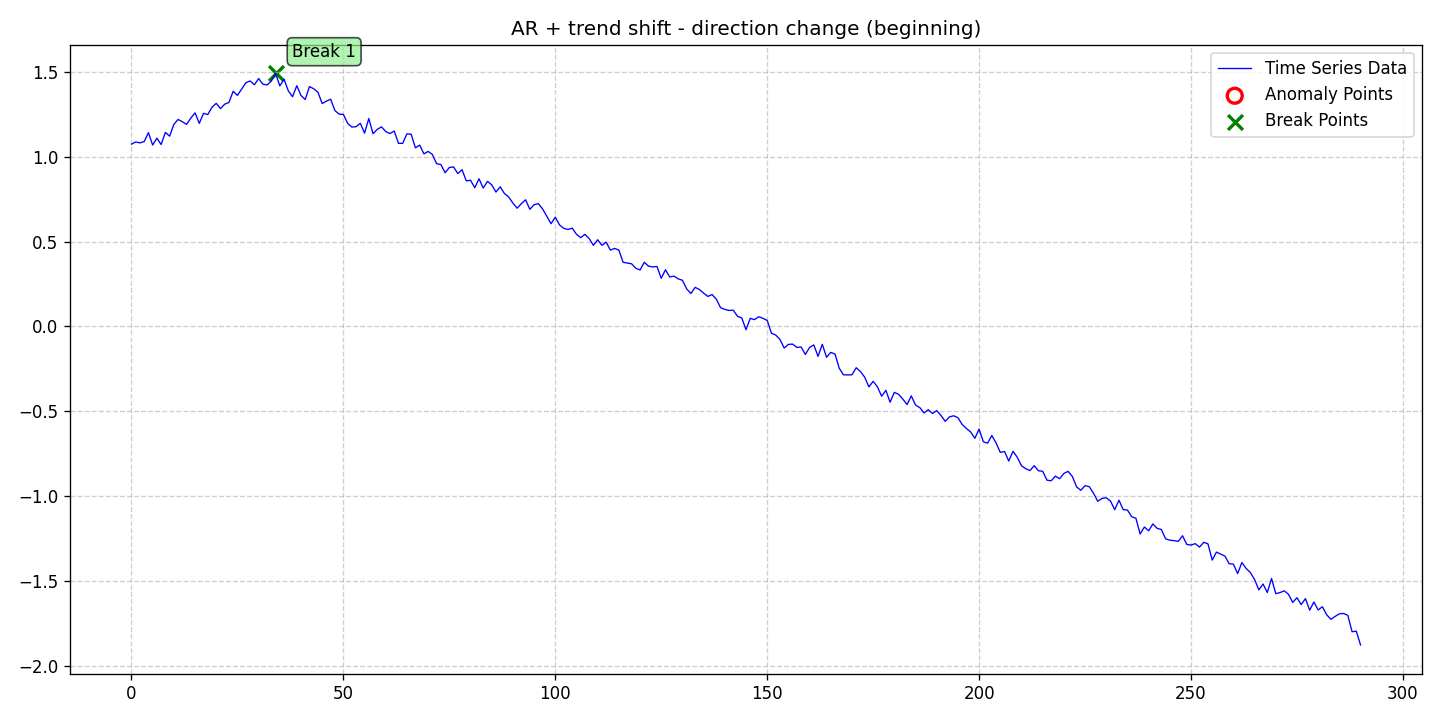 AR + trend shift - direction change (beginning)
Break 1
Time Series Data
Anomaly Points
Break Points
1.5
1.0
0.5
0.0
−0.5
−1.0
−1.5
−2.0
0 50 100 150 200 250 300